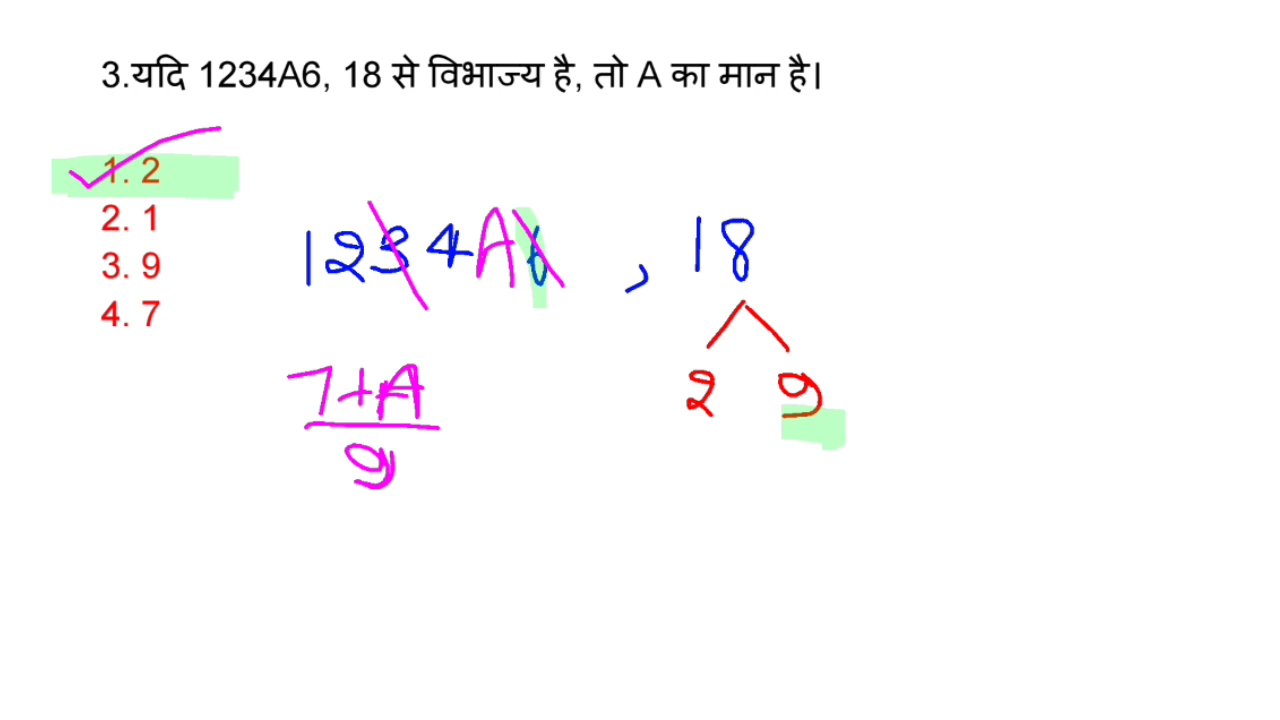 3.यदि 1234A6, 18 से विभाज्य है, तो A का मान है।
1. 2
2. 1
3. 9
4. 7
1234A6 , 18
2 9
7+A
9